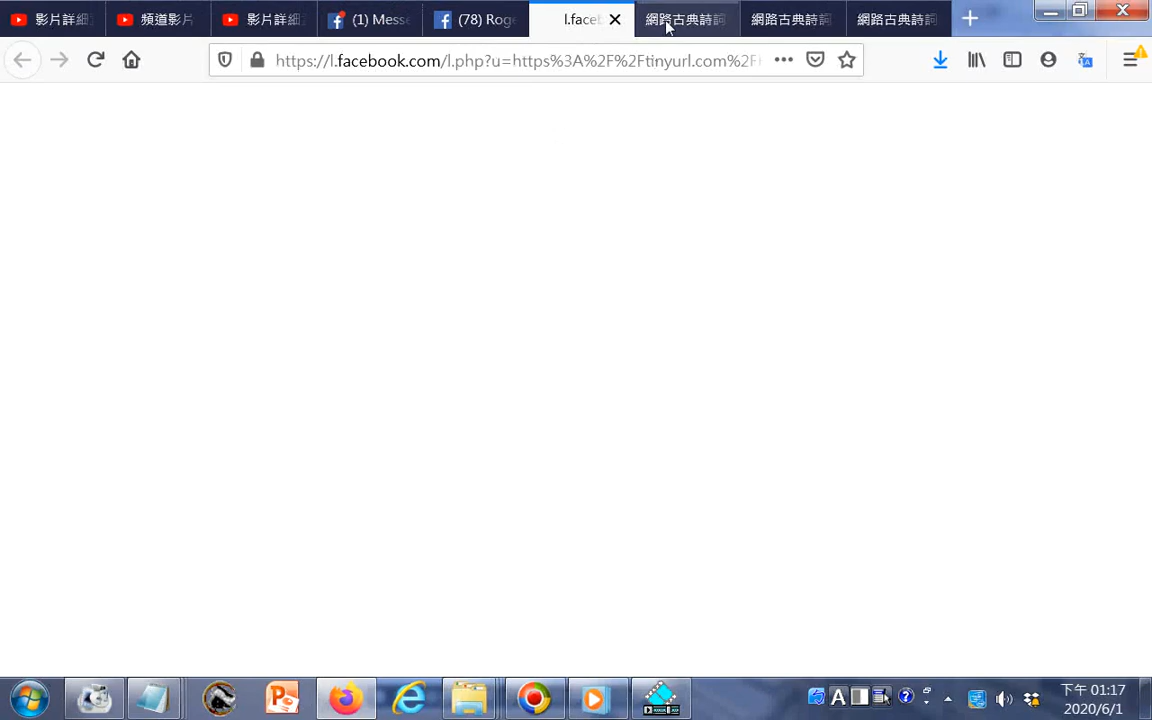 影片詳細
頻道影片
影片詳細
(1) Messe
(78) Roge
l.faceb
網路古典詩詞
網路古典詩詞
網路古典詩詞
https://l.facebook.com/l.php?u=https%3A%2F%2Ftinyurl.com%2F
A
下午 01:17
2020/6/1